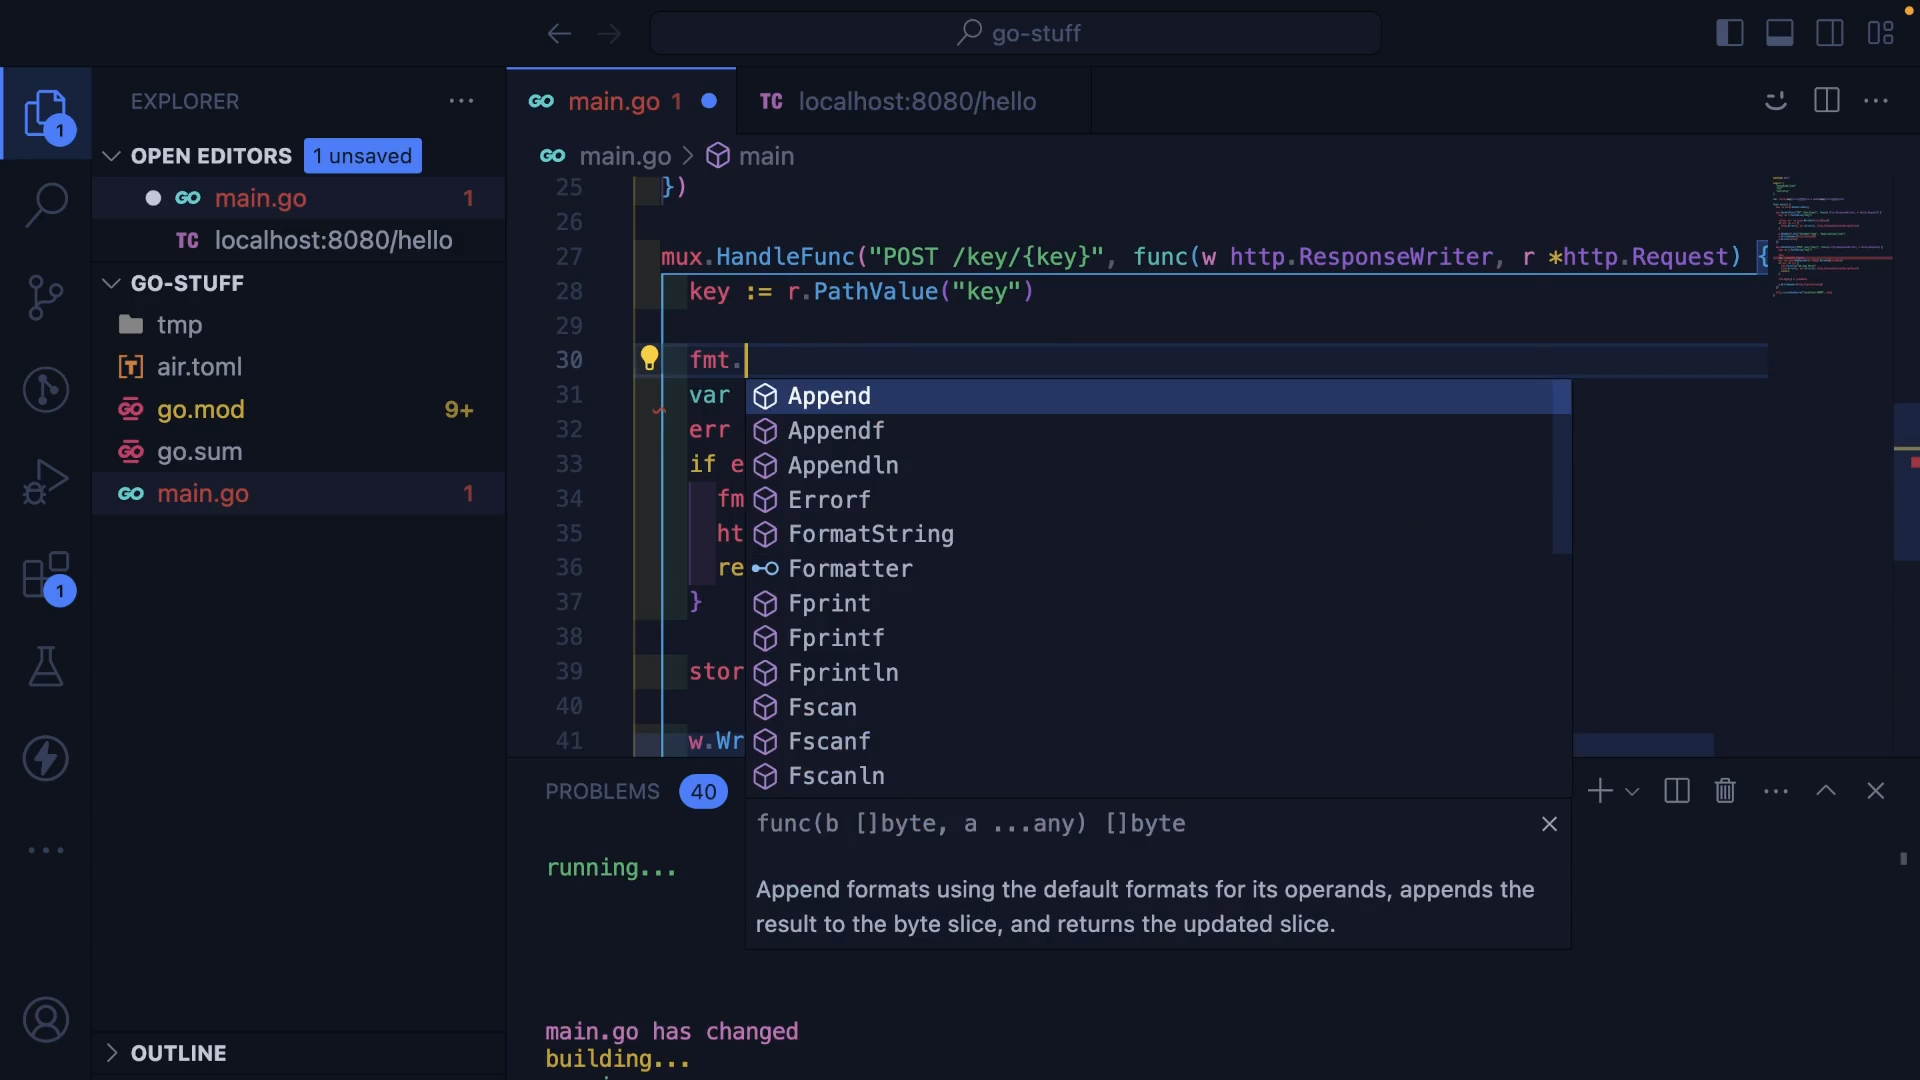 go-stuff
EXPLORER
OPEN EDITORS 1 unsaved
main.go 1
TC localhost:8080/hello
GO-STUFF
tmp
air.toml
go.mod 9+
go.sum
main.go 1
OUTLINE
1
1
GO main.go 1
TC localhost:8080/hello
GO main.go > main
25 })
26
27 mux.HandleFunc("POST /key/{key}", func(w http.ResponseWriter, r *http.Request) {
28 key := r.PathValue("key")
29
30 fmt.
31 var
32 err
33 if e
34 fm
35 ht
36 re
37 }
38
39 stor
40
41 w.Wr
Append
Appendf
Appendln
Errorf
FormatString
Formatter
Fprint
Fprintf
Fprintln
Fscan
Fscanf
Fscanln
func(b []byte, a ...any) []byte
Append formats using the default formats for its operands, appends the
result to the byte slice, and returns the updated slice.
PROBLEMS 40
running...
main.go has changed
building...